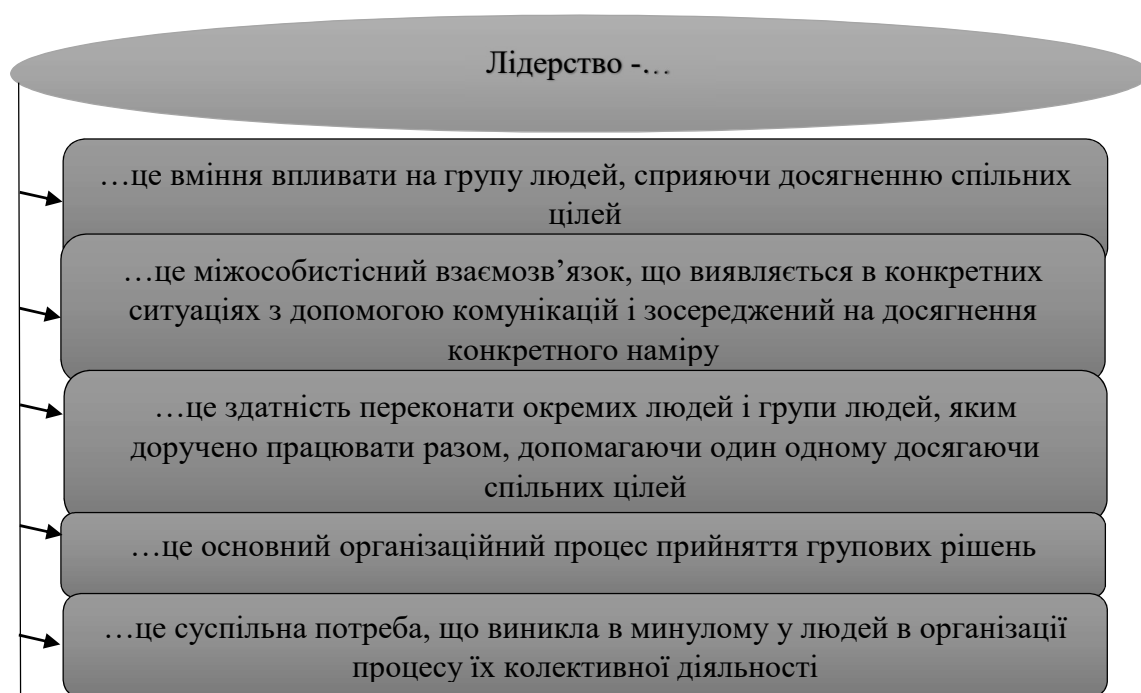 Лідерство -…
…це вміння впливати на групу людей, сприяючи досягненню спільних
цілей
…це міжособистісний взаємозв’язок, що виявляється в конкретних
ситуаціях з допомогою комунікацій і зосереджений на досягнення
конкретного наміру
…це здатність переконати окремих людей і групи людей, яким
доручено працювати разом, допомагаючи один одному досягаючи
спільних цілей
…це основний організаційний процес прийняття групових рішень
…це суспільна потреба, що виникла в минулому у людей в організації
процесу їх колективної діяльності